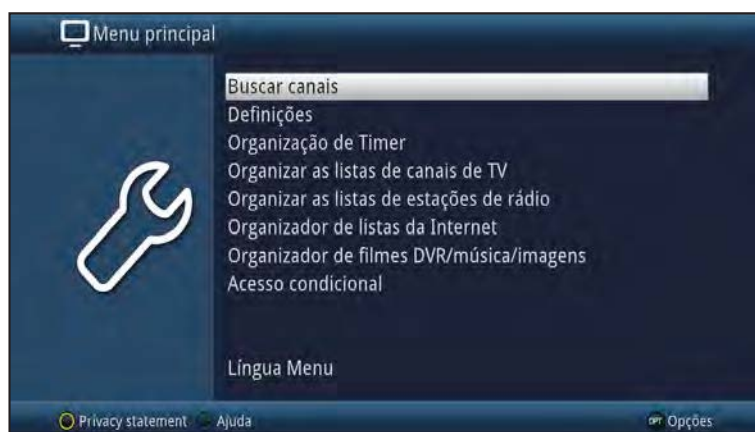 Menu principal
Buscar canais
Definições
Organização de Timer
Organizar as listas de canais de TV
Organizar as listas de estações de rádio
Organizador de listas da Internet
Organizador de filmes DVR/música/imagens
Acesso condicional
Língua Menu
Privacy statement Ajuda OPT Opções